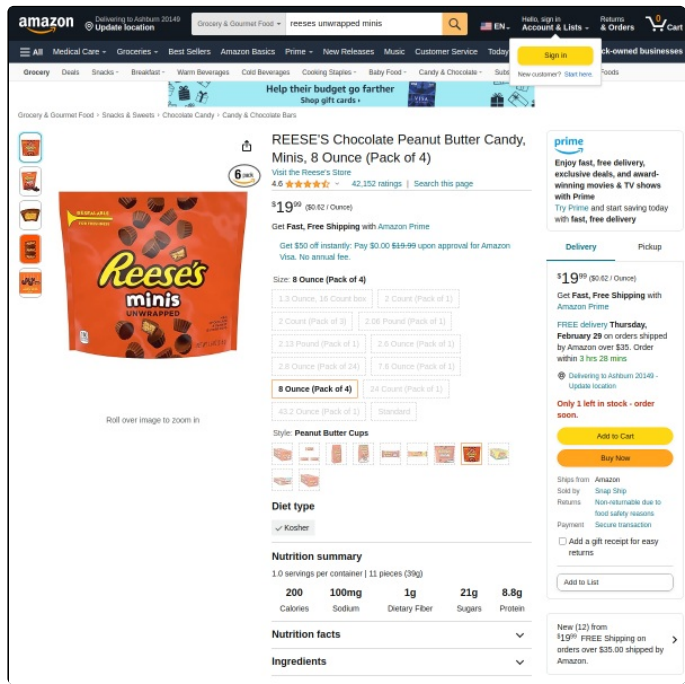 amazon
Delivering to Ashburn 20149
Update location
Grocery & Gourmet Food
reeses unwrapped minis
EN
Hello, sign in
Account & Lists
Returns
& Orders
0
Cart
All Medical Care Groceries Best Sellers Amazon Basics Prime New Releases Music Customer Service Today
ck-owned businesses
Sign in
New customer? Start here.
Grocery Deals Snacks Breakfast Warm Beverages Cold Beverages Cooking Staples Baby Food Candy & Chocolate Subs
Foods
Help their budget go farther
Shop gift cards ›
VISA
Grocery & Gourmet Food › Snacks & Sweets › Chocolate Candy › Candy & Chocolate Bars
6 pack
Reese's
minis
UNWRAPPED
Roll over image to zoom in
REESE'S Chocolate Peanut Butter Candy,
Minis, 8 Ounce (Pack of 4)
Visit the Reese's Store
4.6
42,152 ratings | Search this page
$19⁹⁹ ($0.62 / Ounce)
Get Fast, Free Shipping with Amazon Prime
Get $50 off instantly: Pay $0.00 $19.99 upon approval for Amazon
Visa. No annual fee.
Size: 8 Ounce (Pack of 4)
1.3 Ounce, 16 Count box
2 Count (Pack of 1)
2 Count (Pack of 3)
2.06 Pound (Pack of 1)
2.13 Pound (Pack of 1)
2.6 Ounce (Pack of 1)
2.8 Ounce (Pack of 24)
7.6 Ounce (Pack of 1)
8 Ounce (Pack of 4)
24 Count (Pack of 1)
43.2 Ounce (Pack of 1)
Standard
Style: Peanut Butter Cups
Diet type
Kosher
Nutrition summary
1.0 servings per container | 11 pieces (39g)
200 100mg 1g 21g 8.8g
Calories Sodium Dietary Fiber Sugars Protein
Nutrition facts
Ingredients
prime
Enjoy fast, free delivery,
exclusive deals, and award-
winning movies & TV shows
with Prime
Try Prime and start saving today
with fast, free delivery
Delivery
Pickup
$19⁹⁹ ($0.62 / Ounce)
Get Fast, Free Shipping with
Amazon Prime
FREE delivery Thursday,
February 29 on orders shipped
by Amazon over $35. Order
within 3 hrs 28 mins
Delivering to Ashburn 20149 -
Update location
Only 1 left in stock - order
soon.
Add to Cart
Buy Now
Ships from Amazon
Sold by Snap Ship
Returns Non-returnable due to
food safety reasons
Payment Secure transaction
Add a gift receipt for easy
returns
Add to List
New (12) from
$19⁹⁹ FREE Shipping on
orders over $35.00 shipped by
Amazon.